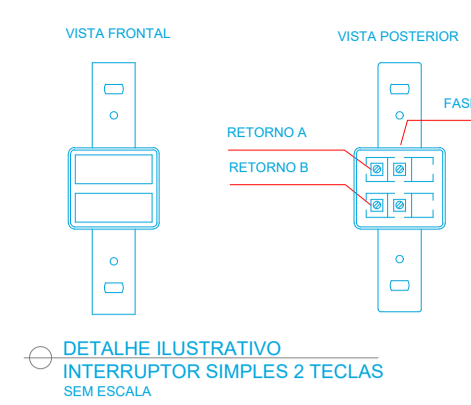 VISTA FRONTAL
VISTA POSTERIOR
RETORNO A
RETORNO B
DETALHE ILUSTRATIVO
INTERRUPTOR SIMPLES 2 TECLAS
SEM ESCALA